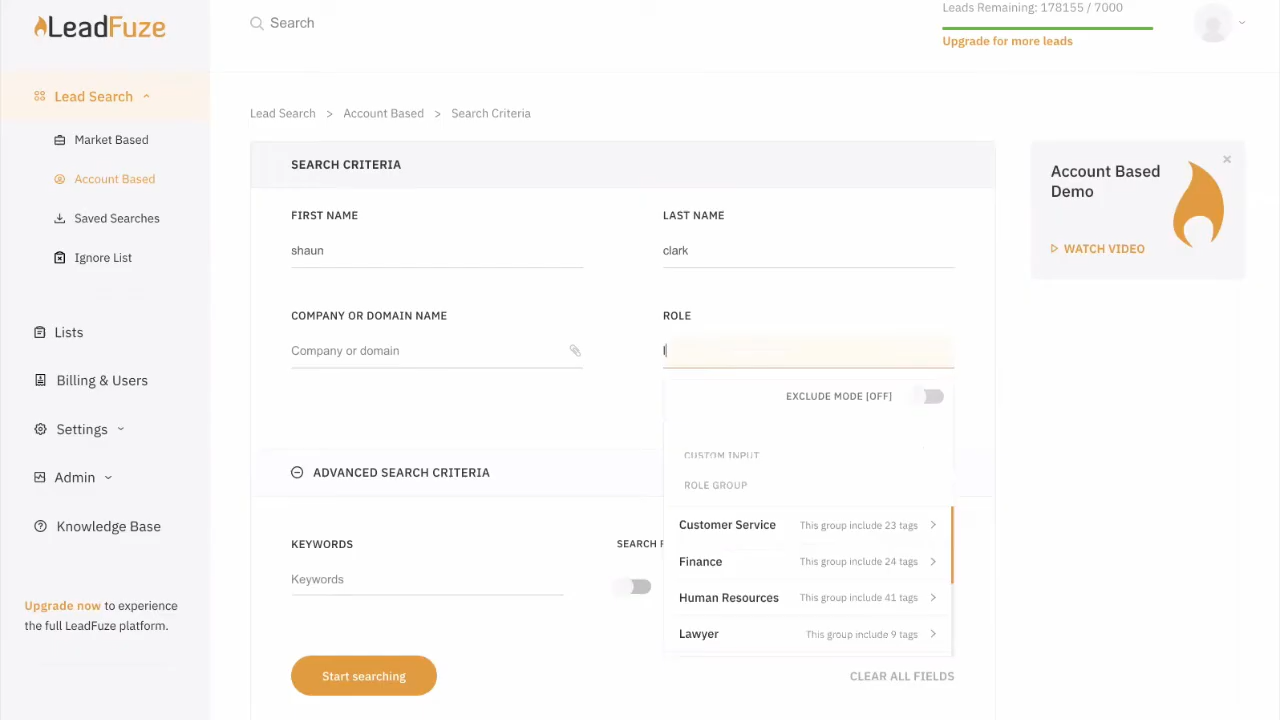 LeadFuze
Search
Leads Remaining: 178155 / 7000
Upgrade for more leads
Lead Search
Market Based
Account Based
Saved Searches
Ignore List
Lists
Billing & Users
Settings
Admin
Knowledge Base
Upgrade now to experience
the full LeadFuze platform.
Lead Search > Account Based > Search Criteria
SEARCH CRITERIA
FIRST NAME
LAST NAME
shaun
clark
COMPANY OR DOMAIN NAME
ROLE
Company or domain
EXCLUDE MODE [OFF]
CUSTOM INPUT
ROLE GROUP
Customer Service This group include 23 tags
Finance This group include 24 tags
Human Resources This group include 41 tags
Lawyer This group include 9 tags
ADVANCED SEARCH CRITERIA
KEYWORDS
SEARCH
Keywords
Start searching
CLEAR ALL FIELDS
Account Based
Demo
WATCH VIDEO